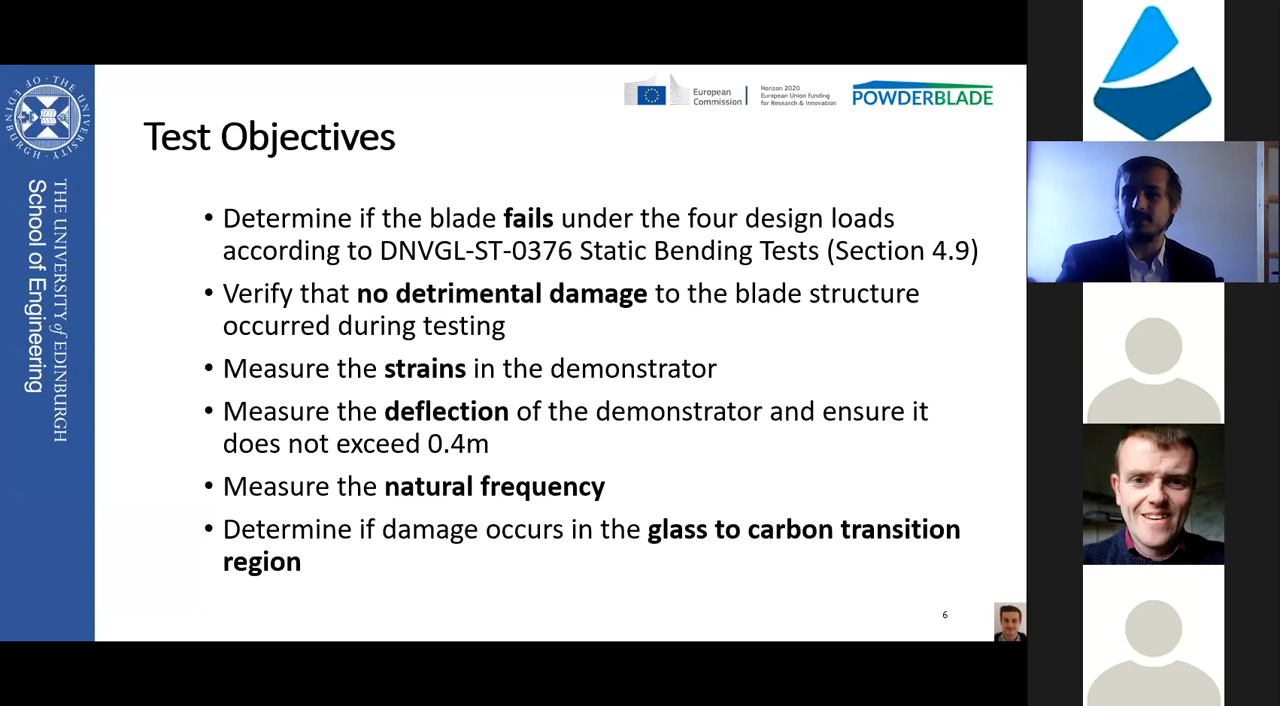 THE UNIVERSITY OF EDINBURGH
THE UNIVERSITY of EDINBURGH
School of Engineering
European
Commission
Horizon 2020
European Union funding
for Research & Innovation
POWDERBLADE
Test Objectives
• Determine if the blade fails under the four design loads
according to DNVGL-ST-0376 Static Bending Tests (Section 4.9)
• Verify that no detrimental damage to the blade structure
occurred during testing
• Measure the strains in the demonstrator
• Measure the deflection of the demonstrator and ensure it
does not exceed 0.4m
• Measure the natural frequency
• Determine if damage occurs in the glass to carbon transition
region
6